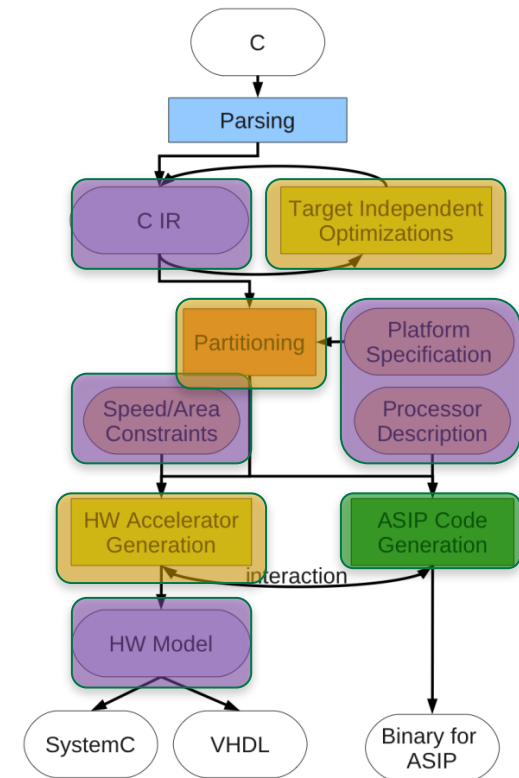 C
Parsing
C IR
Target Independent
Optimizations
Partitioning
Platform
Specification
Speed/Area
Constraints
Processor
Description
HW Accelerator
Generation
ASIP Code
Generation
interaction
HW Model
SystemC
VHDL
Binary for
ASIP